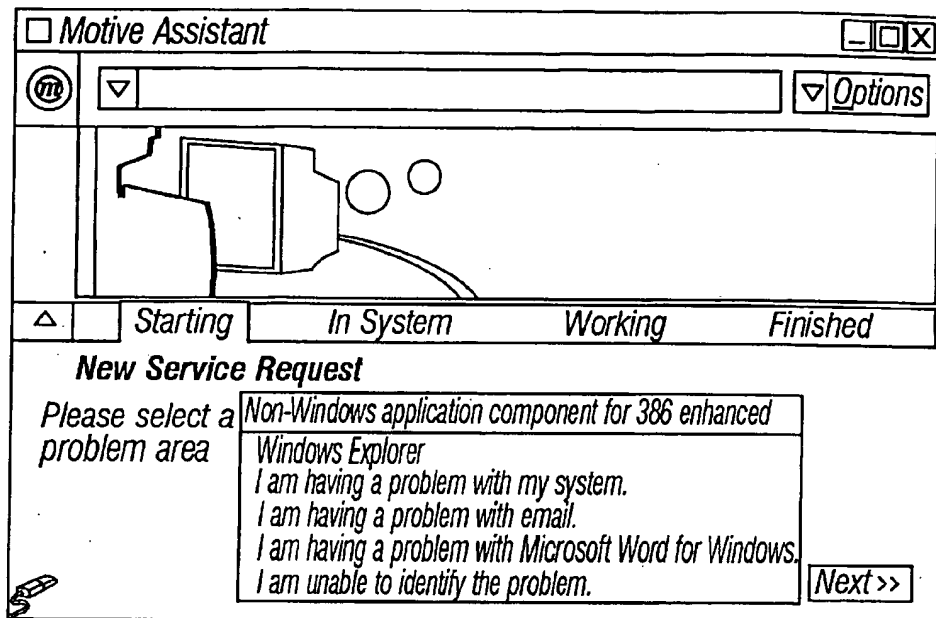 Motive Assistant
m
Options
Starting In System Working Finished
New Service Request
Please select a
problem area
Non-Windows application component for 386 enhanced
Windows Explorer
I am having a problem with my system.
I am having a problem with email.
I am having a problem with Microsoft Word for Windows.
I am unable to identify the problem.
Next >>